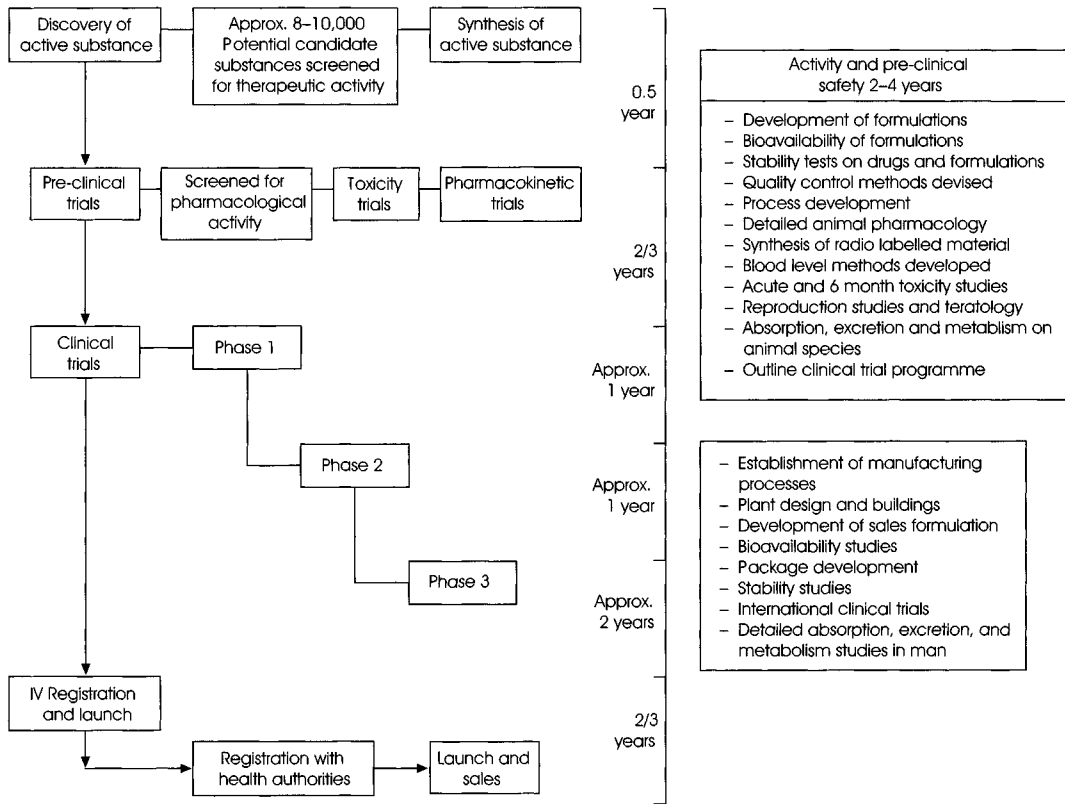 Discovery of
active substance
Approx. 8–10,000
Potential candidate
substances screened
for therapeutic activity
Synthesis of
active substance
0.5
year
Pre-clinical
trials
Screened for
pharmacological
activity
Toxicity
trials
Pharmacokinetic
trials
2/3
years
Clinical
trials
Phase 1
Approx.
1 year
Phase 2
Approx.
1 year
Phase 3
Approx.
2 years
IV Registration
and launch
2/3
years
Registration with
health authorities
Launch and
sales
Activity and pre-clinical
safety 2–4 years
– Development of formulations
– Bioavailability of formulations
– Stability tests on drugs and formulations
– Quality control methods devised
– Process development
– Detailed animal pharmacology
– Synthesis of radio labelled material
– Blood level methods developed
– Acute and 6 month toxicity studies
– Reproduction studies and teratology
– Absorption, excretion and metablism on
animal species
– Outline clinical trial programme
– Establishment of manufacturing
processes
– Plant design and buildings
– Development of sales formulation
– Bioavailability studies
– Package development
– Stability studies
– International clinical trials
– Detailed absorption, excretion, and
metabolism studies in man